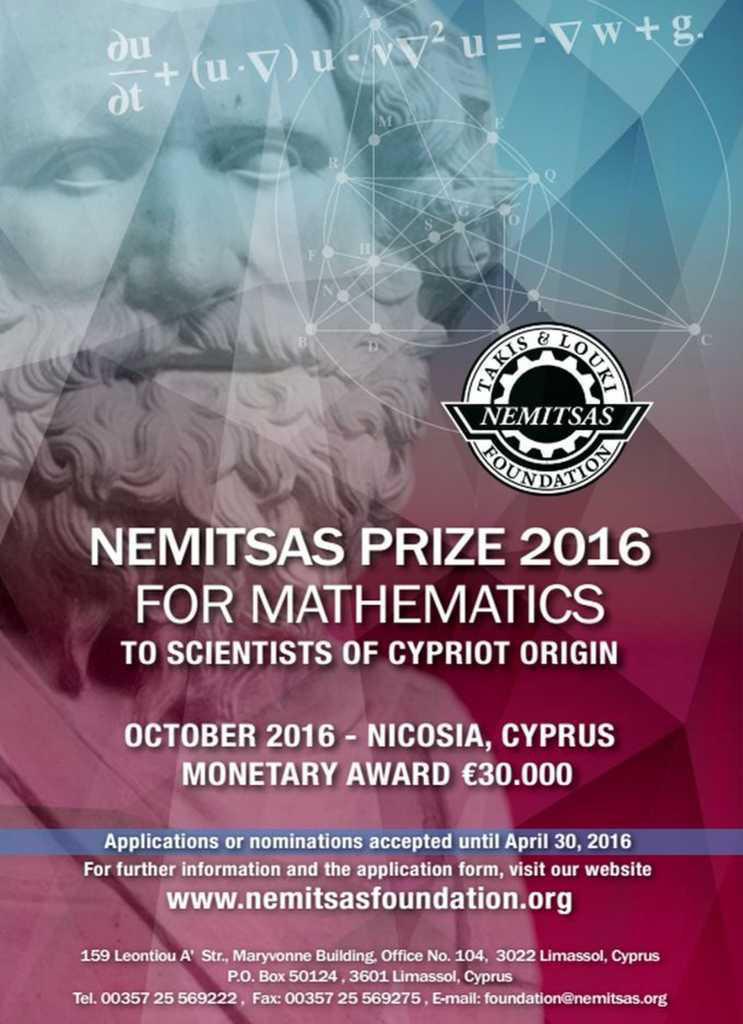 ∂u/∂t + (u · ∇) u - ν∇² u = -∇w + g.
A
M
E
R
Q
G
O
S
F
H
N
L
B
D
C
TAKIS & LOUKI
NEMITSAS
FOUNDATION
NEMITSAS PRIZE 2016
FOR MATHEMATICS
TO SCIENTISTS OF CYPRIOT ORIGIN
OCTOBER 2016 - NICOSIA, CYPRUS
MONETARY AWARD €30.000
Applications or nominations accepted until April 30, 2016
For further information and the application form, visit our website
www.nemitsasfoundation.org
159 Leontiou A' Str., Maryvonne Building, Office No. 104, 3022 Limassol, Cyprus
P.O. Box 50124 , 3601 Limassol, Cyprus
Tel. 00357 25 569222 , Fax: 00357 25 569275 , E-mail: foundation@nemitsas.org